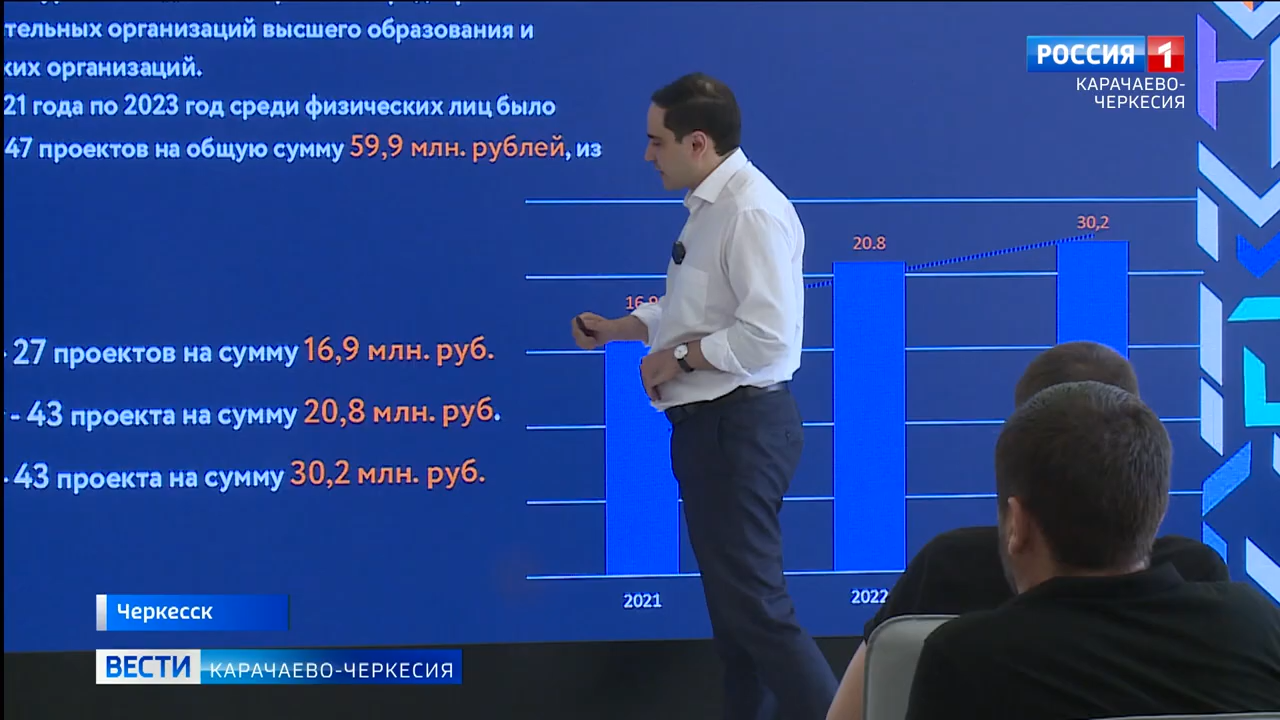 тельных организаций высшего образования и
ких организаций.
21 года по 2023 год среди физических лиц было
47 проектов на общую сумму 59,9 млн. рублей, из
- 27 проектов на сумму 16,9 млн. руб.
- 43 проекта на сумму 20,8 млн. руб.
- 43 проекта на сумму 30,2 млн. руб.
16,9
20.8
30,2
2021
2022
РОССИЯ 1
КАРАЧАЕВО-
ЧЕРКЕСИЯ
Черкесск
ВЕСТИ КАРАЧАЕВО-ЧЕРКЕСИЯ